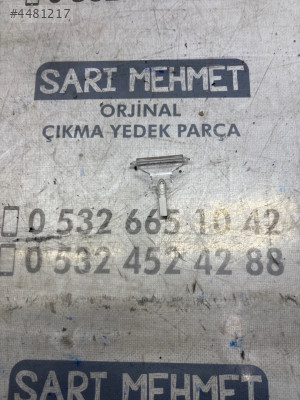 #4481217
SARI MEHMET
ORJİNAL
ÇIKMA YEDEK PARÇA
0 532 665 10 42
0 532 452 42 88
SARI MEHMET